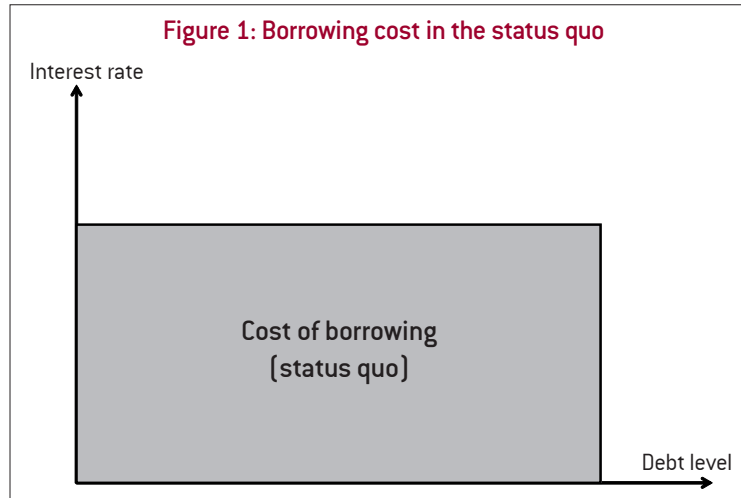 Figure 1: Borrowing cost in the status quo
Interest rate
Cost of borrowing
(status quo)
Debt level